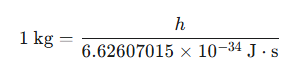 1 kg = h / 6.62607015 × 10⁻³⁴ J · s